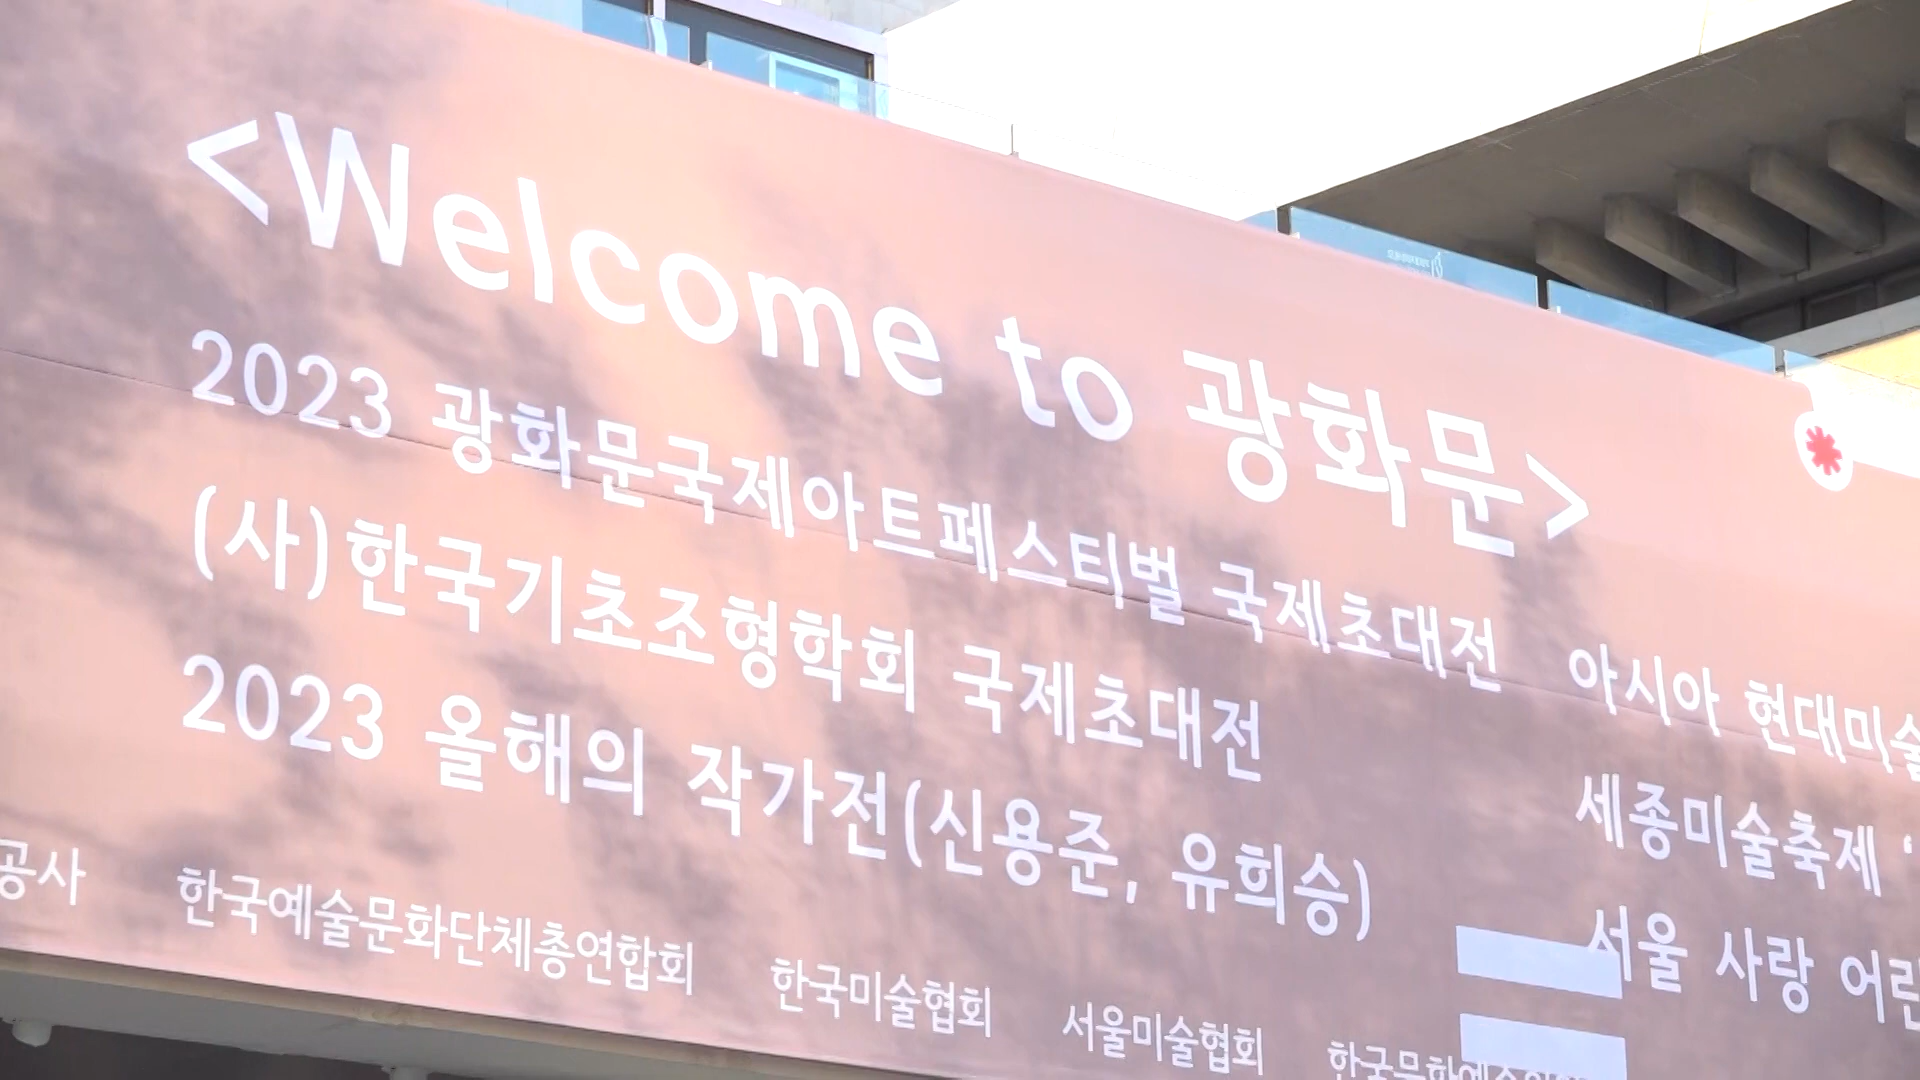 <Welcome to 광화문>
2023 광화문국제아트페스티벌 국제초대전
(사)한국기초조형학회 국제초대전
2023 올해의 작가전(신용준, 유희승)
아시아 현대미술
세종미술축제 '
서울 사랑 어린
공사 한국예술문화단체총연합회 한국미술협회 서울미술협회